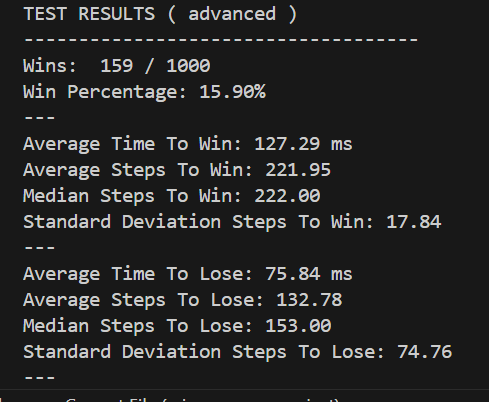 TEST RESULTS ( advanced )
------------------------------------
Wins:  159 / 1000
Win Percentage: 15.90%
---
Average Time To Win: 127.29 ms
Average Steps To Win: 221.95
Median Steps To Win: 222.00
Standard Deviation Steps To Win: 17.84
---
Average Time To Lose: 75.84 ms
Average Steps To Lose: 132.78
Median Steps To Lose: 153.00
Standard Deviation Steps To Lose: 74.76
---